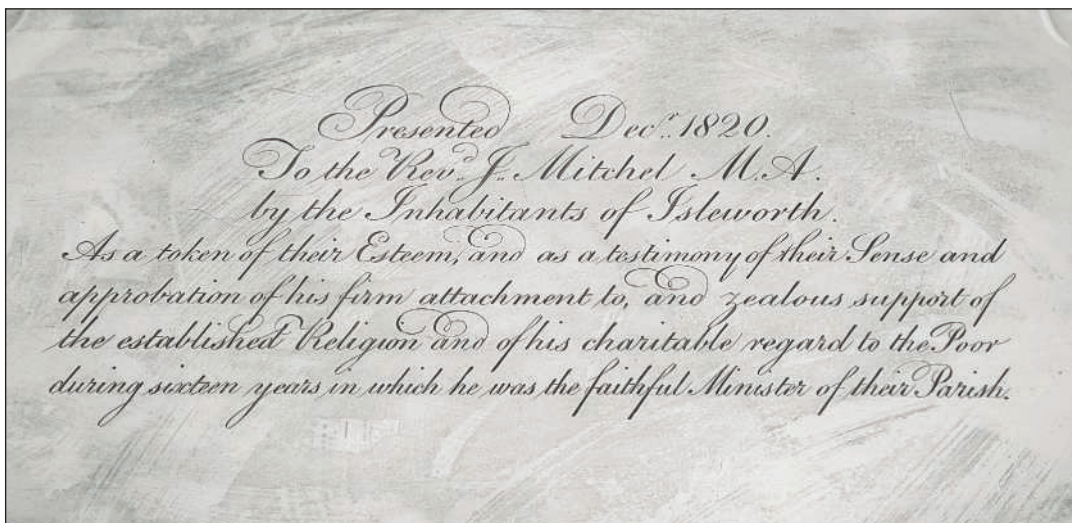 Presented Decr. 1820.
To the Revd. J. Mitchel M.A.
by the Inhabitants of Isleworth.
As a token of their Esteem, and as a testimony of their Sense and
approbation of his firm attachment to, and zealous support of
the established Religion and of his charitable regard to the Poor
during sixteen years in which he was the faithful Minister of their Parish.